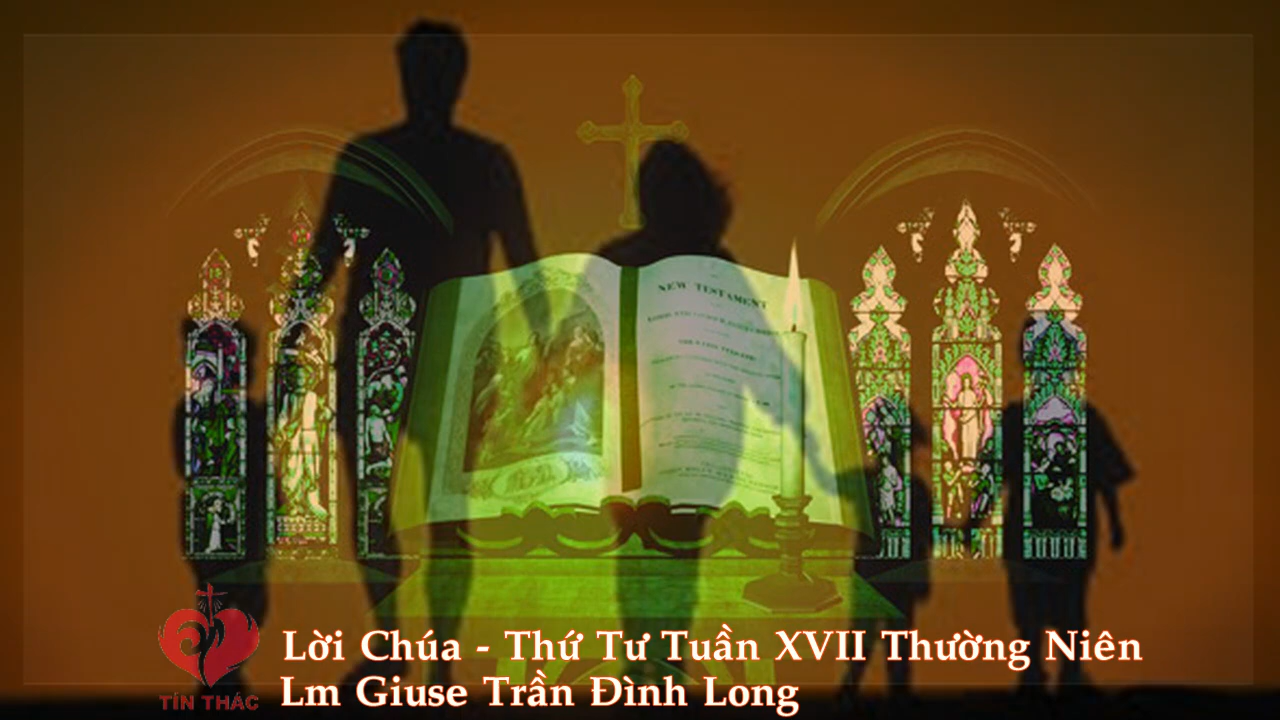 NEW TESTAMENT
Lời Chúa - Thứ Tư Tuần XVII Thường Niên
Lm Giuse Trần Đình Long
TÍN THÁC